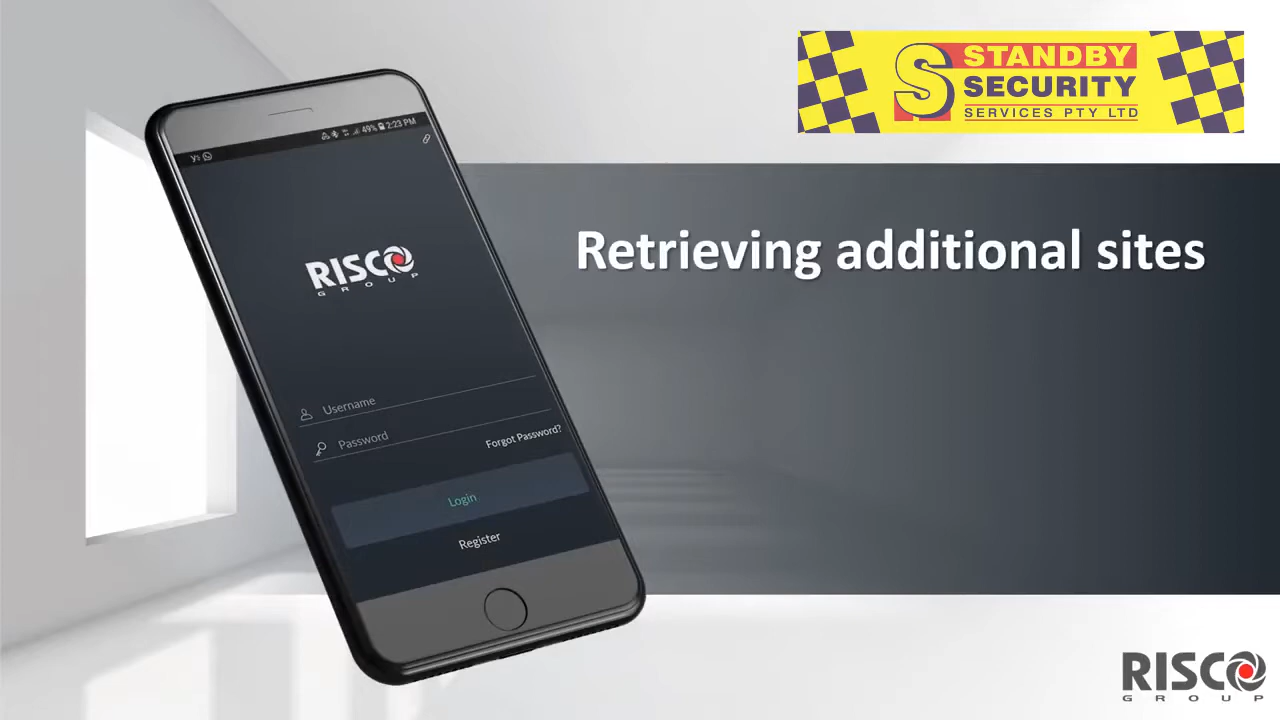 STANDBY
SECURITY
SERVICES PTY LTD
49% 2:23 PM
RISCO
GROUP
Username
Password
Forgot Password?
Login
Register
Retrieving additional sites
RISCO
GROUP